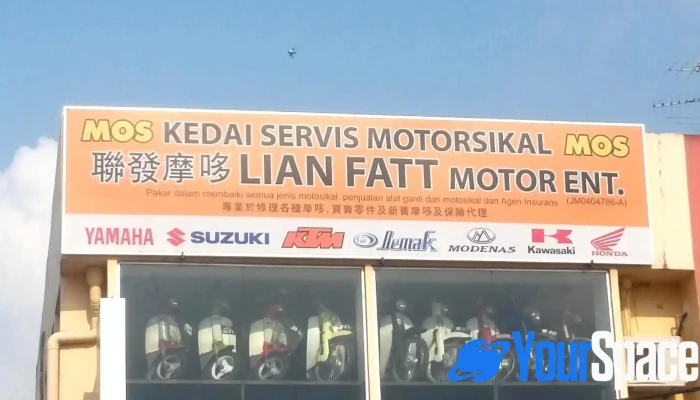 MOS KEDAI SERVIS MOTORSIKAL MOS
聯發摩哆 LIAN FATT MOTOR ENT.
Pakar dalam membaiki semua jenis motosikal, penjualan alat ganti dan motosikal dan Agen Insurans (JM0404786-A)
專業於修理各種摩哆, 買賣零件及新舊摩哆及保險代理
YAMAHA SUZUKI KTM Demak MODENAS Kawasaki HONDA
YourSpace